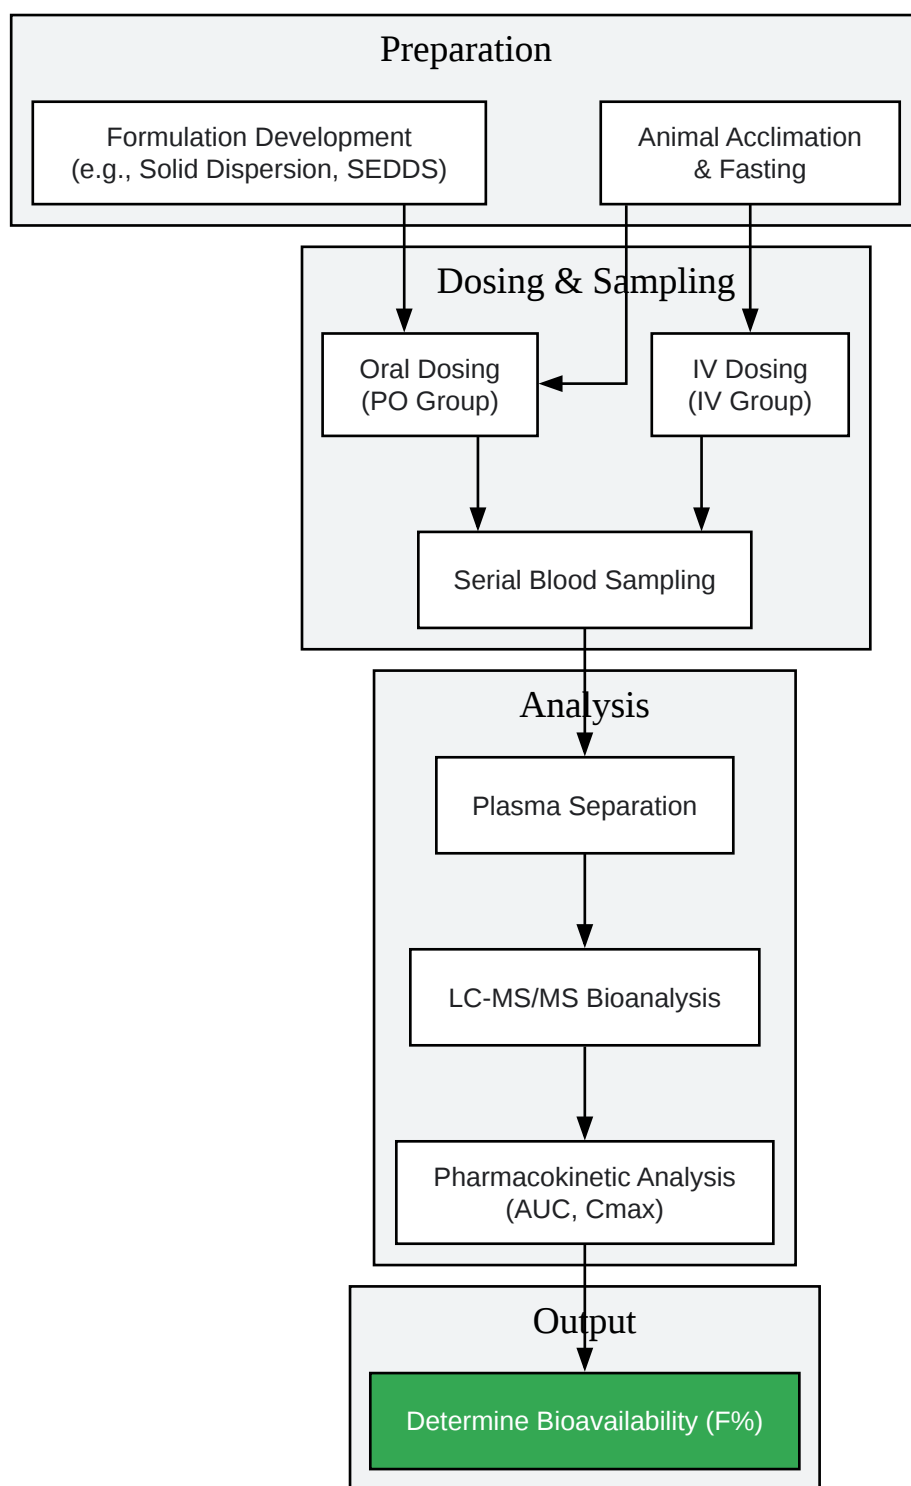 Preparation
Formulation Development
(e.g., Solid Dispersion, SEDDS)
Animal Acclimation
& Fasting
Dosing & Sampling
Oral Dosing
(PO Group)
IV Dosing
(IV Group)
Serial Blood Sampling
Analysis
Plasma Separation
LC-MS/MS Bioanalysis
Pharmacokinetic Analysis
(AUC, Cmax)
Output
Determine Bioavailability (F%)